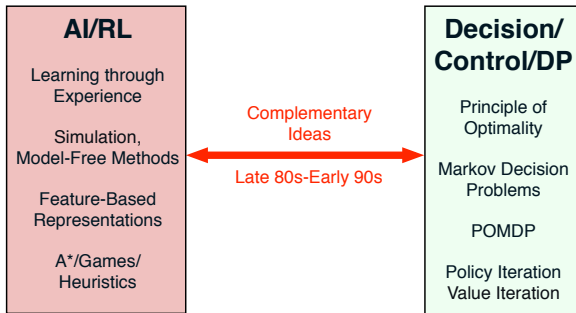 AI/RL
Learning through
Experience
Simulation,
Model-Free Methods
Feature-Based
Representations
A*/Games/
Heuristics
Complementary
Ideas
Late 80s-Early 90s
Decision/
Control/DP
Principle of
Optimality
Markov Decision
Problems
POMDP
Policy Iteration
Value Iteration